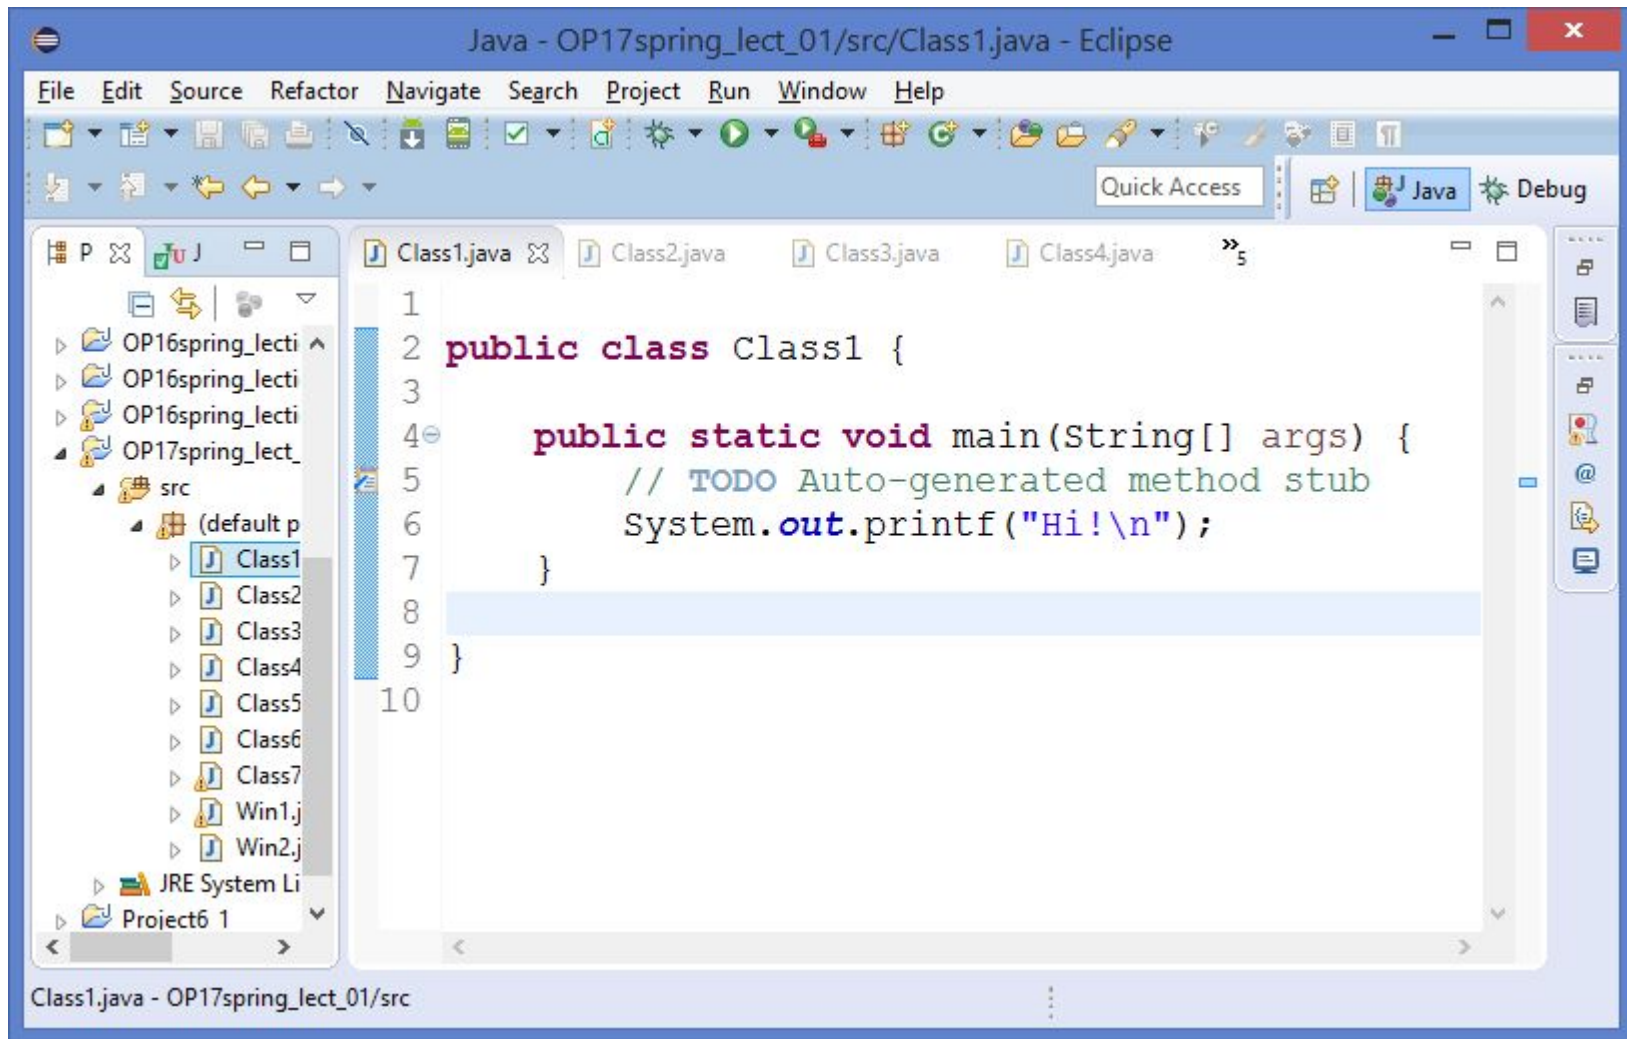 Java - OP17spring_lect_01/src/Class1.java - Eclipse
File Edit Source Refactor Navigate Search Project Run Window Help
Quick Access Java Debug
P J
OP16spring_lecti
OP16spring_lecti
OP16spring_lecti
OP17spring_lect_
src
(default p
Class1
Class2
Class3
Class4
Class5
Class6
Class7
Win1.j
Win2.j
JRE System Li
Project6_1
Class1.java Class2.java Class3.java Class4.java »5
1
2 public class Class1 {
3
4 public static void main(String[] args) {
5 // TODO Auto-generated method stub
6 System.out.printf("Hi!\n");
7 }
8
9 }
10
Class1.java - OP17spring_lect_01/src